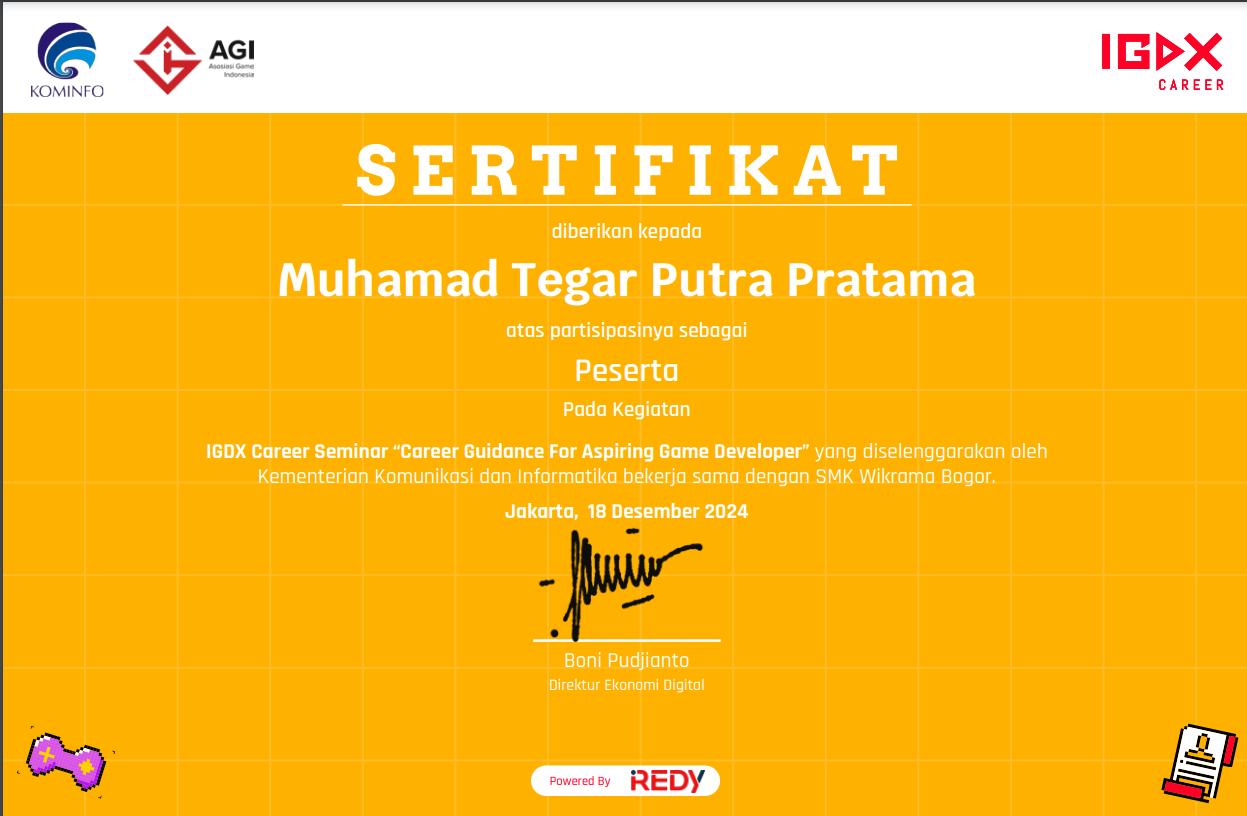 KOMINFO
AGI
Asosiasi Game
Indonesia
IGDX
CAREER
SERTIFIKAT
diberikan kepada
Muhamad Tegar Putra Pratama
atas partisipasinya sebagai
Peserta
Pada Kegiatan
IGDX Career Seminar “Career Guidance For Aspiring Game Developer” yang diselenggarakan oleh
Kementerian Komunikasi dan Informatika bekerja sama dengan SMK Wikrama Bogor.
Jakarta, 18 Desember 2024
Boni Pudjianto
Direktur Ekonomi Digital
Powered By iREDY